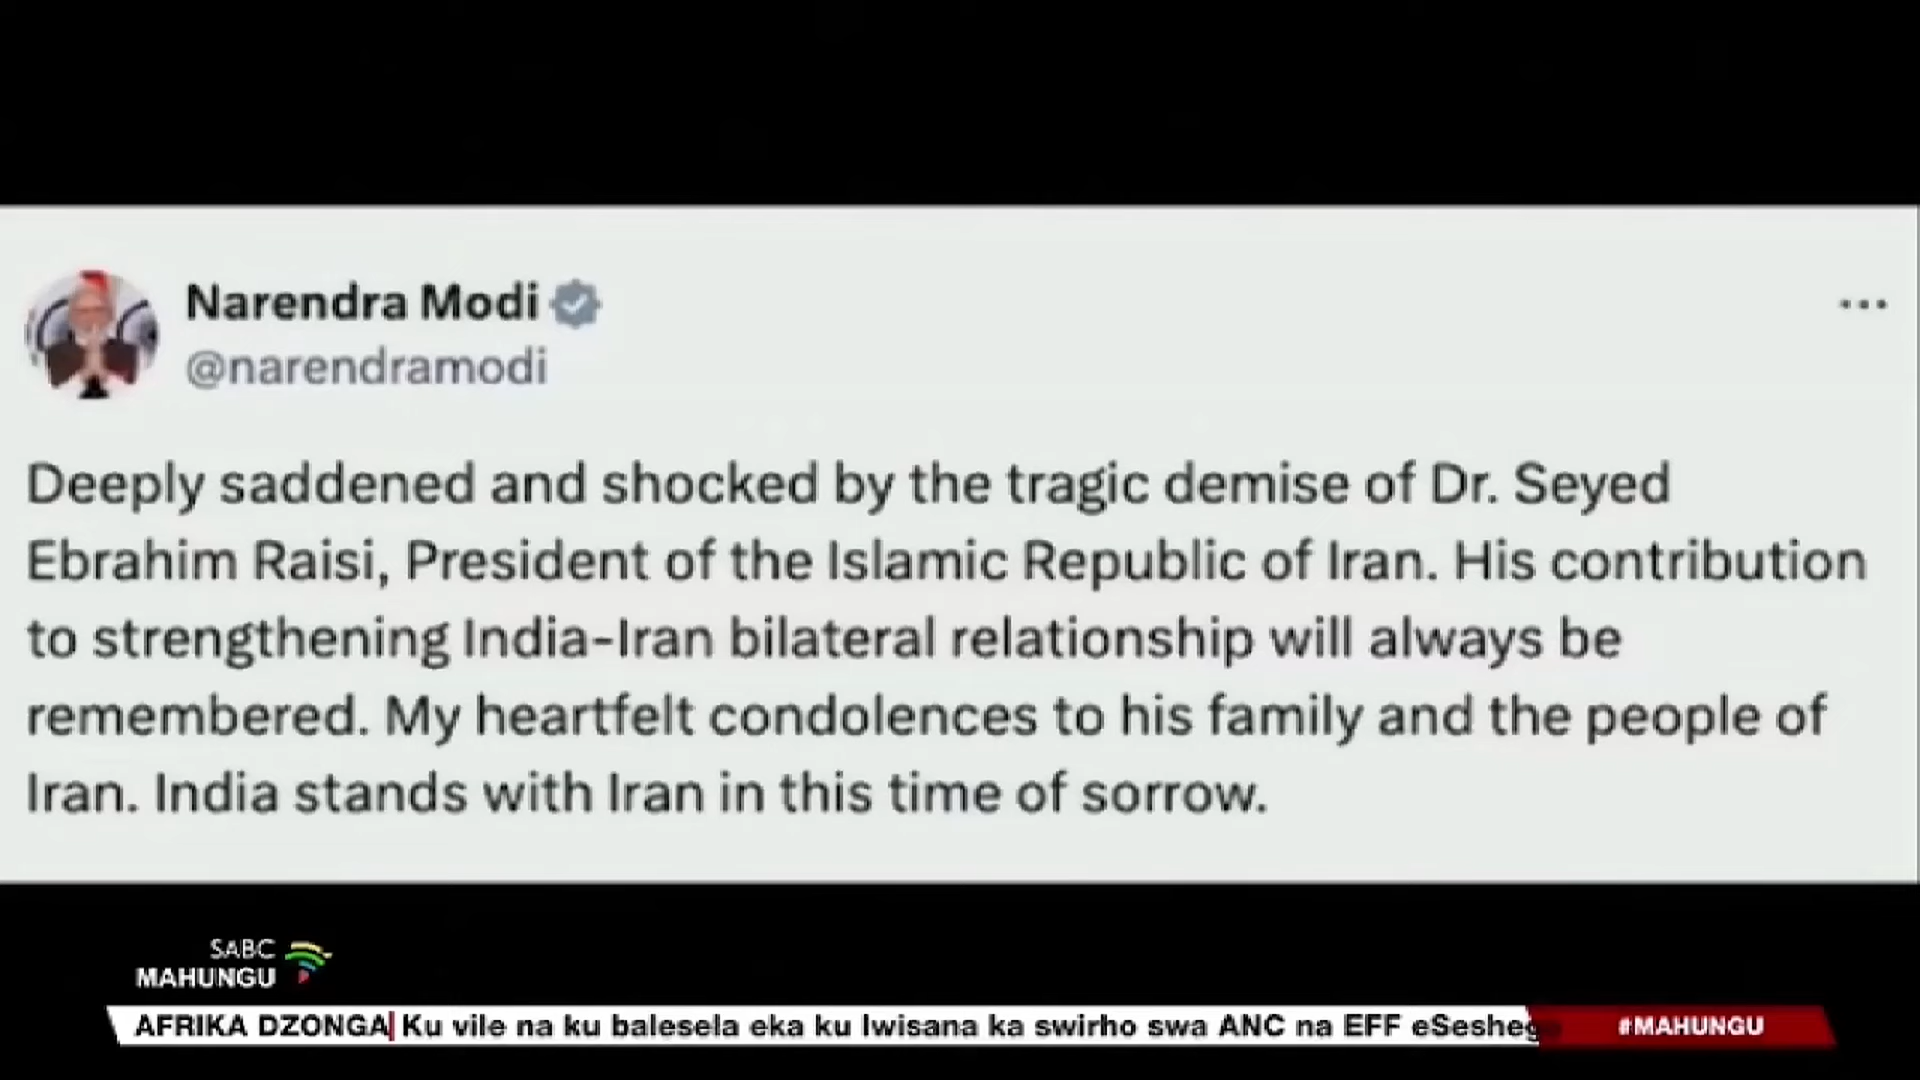 Narendra Modi
@narendramodi
Deeply saddened and shocked by the tragic demise of Dr. Seyed
Ebrahim Raisi, President of the Islamic Republic of Iran. His contribution
to strengthening India-Iran bilateral relationship will always be
remembered. My heartfelt condolences to his family and the people of
Iran. India stands with Iran in this time of sorrow.
SABC
MAHUNGU
AFRIKA DZONGA| Ku vile na ku balesela eka ku lwisana ka swirho swa ANC na EFF
#MAHUNGU